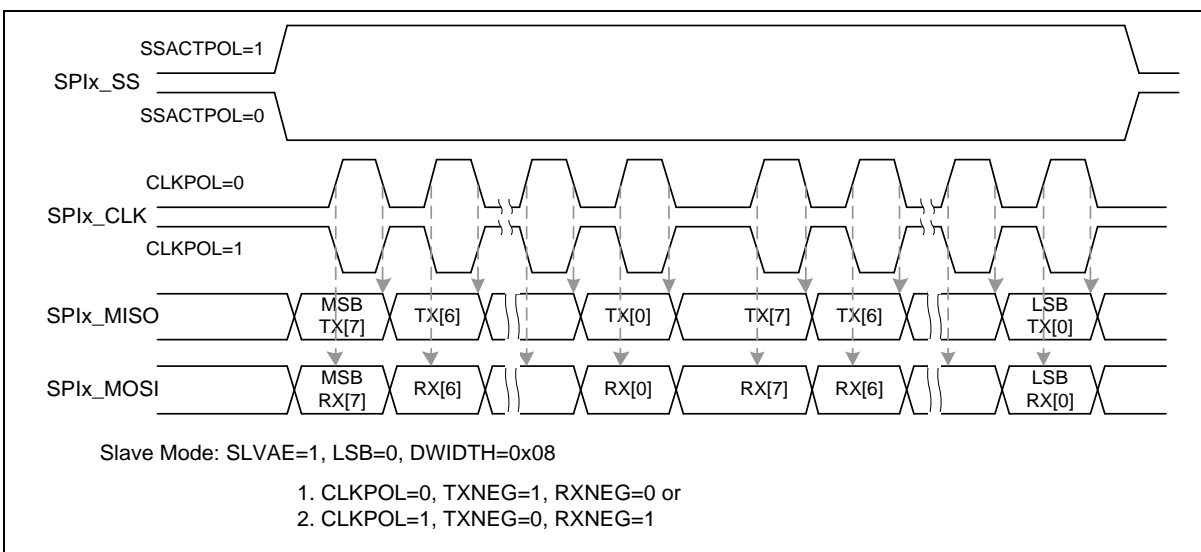 SSACTPOL=1
SPIx_SS
SSACTPOL=0
CLKPOL=0
SPIx_CLK
CLKPOL=1
SPIx_MISO
MSB
TX[7]
TX[6]
TX[0]
TX[7]
TX[6]
LSB
TX[0]
SPIx_MOSI
MSB
RX[7]
RX[6]
RX[0]
RX[7]
RX[6]
LSB
RX[0]
Slave Mode: SLVAE=1, LSB=0, DWIDTH=0x08
1. CLKPOL=0, TXNEG=1, RXNEG=0 or
2. CLKPOL=1, TXNEG=0, RXNEG=1